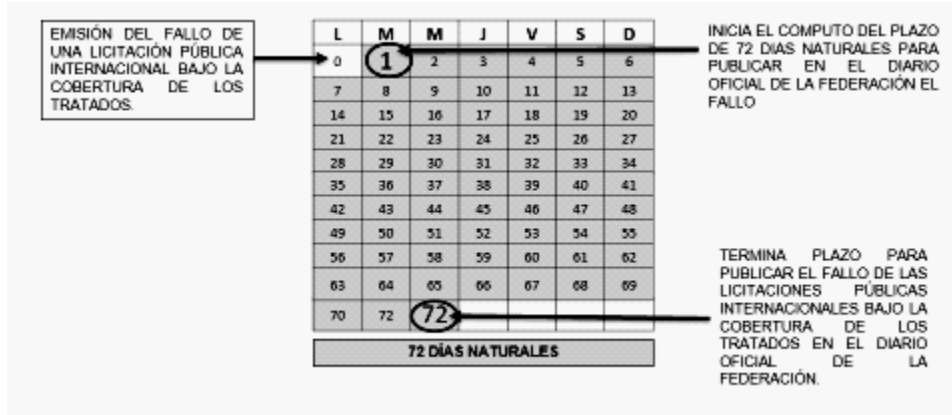 EMISIÓN DEL FALLO DE
UNA LICITACIÓN PÚBLICA
INTERNACIONAL BAJO LA
COBERTURA DE LOS
TRATADOS.
L M M J V S D
0 1 2 3 4 5 6
7 8 9 10 11 12 13
14 15 16 17 18 19 20
21 22 23 24 25 26 27
28 29 30 31 32 33 34
35 36 37 38 39 40 41
42 43 44 45 46 47 48
49 50 51 52 53 54 55
56 57 58 59 60 61 62
63 64 65 66 67 68 69
70 72 72
72 DÍAS NATURALES
INICIA EL COMPUTO DEL PLAZO
DE 72 DIAS NATURALES PARA
PUBLICAR EN EL DIARIO
OFICIAL DE LA FEDERACIÓN EL
FALLO
TERMINA PLAZO PARA
PUBLICAR EL FALLO DE LAS
LICITACIONES PÚBLICAS
INTERNACIONALES BAJO LA
COBERTURA DE LOS
TRATADOS EN EL DIARIO
OFICIAL DE LA
FEDERACIÓN.